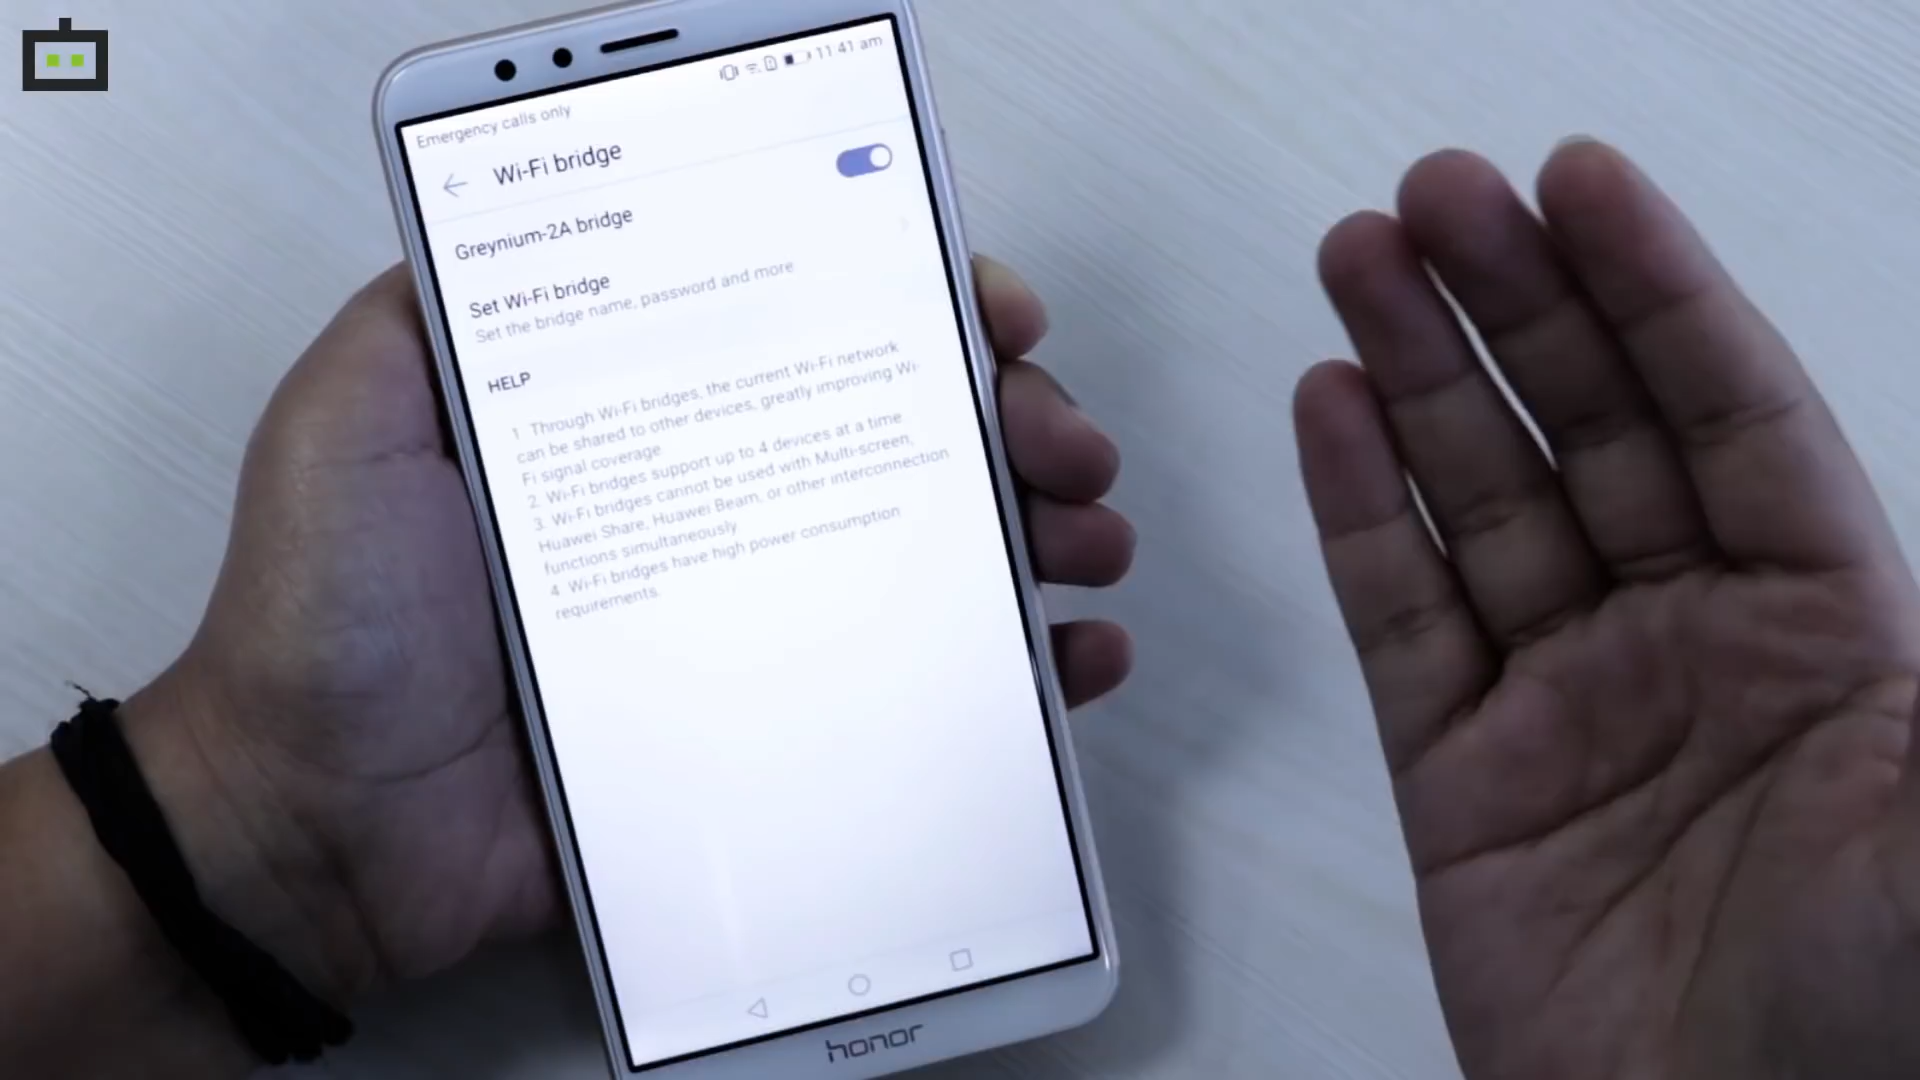 11:41 am
Emergency calls only
Wi-Fi bridge
Greynium-2A bridge
Set Wi-Fi bridge
Set the bridge name, password and more
HELP
1 Through Wi-Fi bridges, the current Wi-Fi network
can be shared to other devices, greatly improving Wi-
Fi signal coverage
2. Wi-Fi bridges support up to 4 devices at a time
3. Wi-Fi bridges cannot be used with Multi-screen,
Huawei Share, Huawei Beam, or other interconnection
functions simultaneously
4. Wi-Fi bridges have high power consumption
requirements.
honor